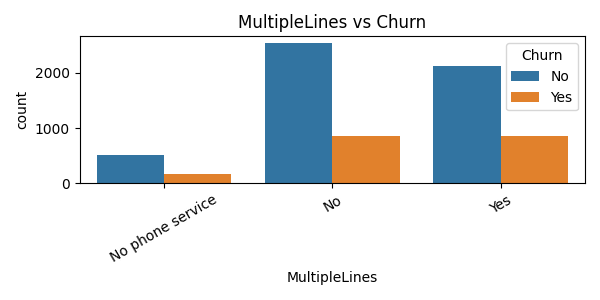 MultipleLines vs Churn
Churn
No
Yes
count
2000
1000
0
No phone service
No
Yes
MultipleLines